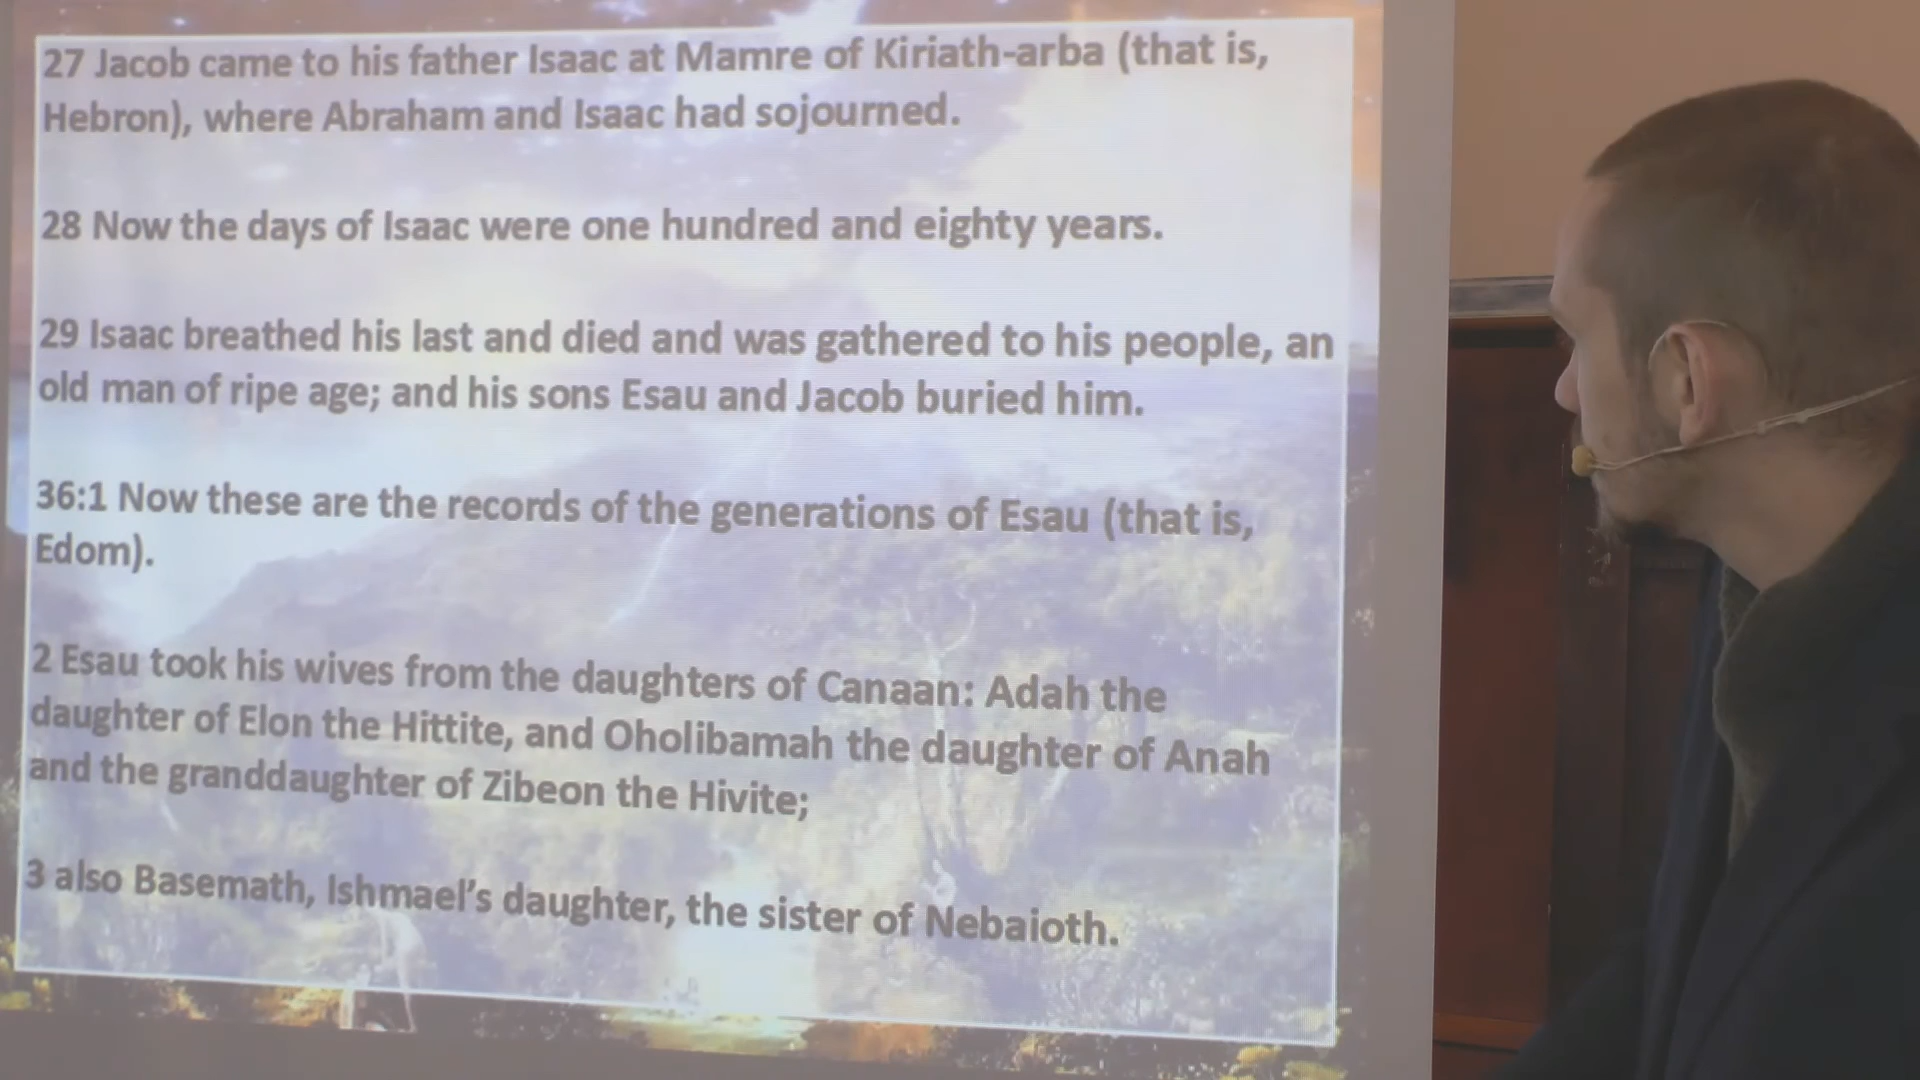 27 Jacob came to his father Isaac at Mamre of Kiriath-arba (that is,
Hebron), where Abraham and Isaac had sojourned.
28 Now the days of Isaac were one hundred and eighty years.
29 Isaac breathed his last and died and was gathered to his people, an
old man of ripe age; and his sons Esau and Jacob buried him.
36:1 Now these are the records of the generations of Esau (that is,
Edom).
2 Esau took his wives from the daughters of Canaan: Adah the
daughter of Elon the Hittite, and Oholibamah the daughter of Anah
and the granddaughter of Zibeon the Hivite;
3 also Basemath, Ishmael’s daughter, the sister of Nebaioth.